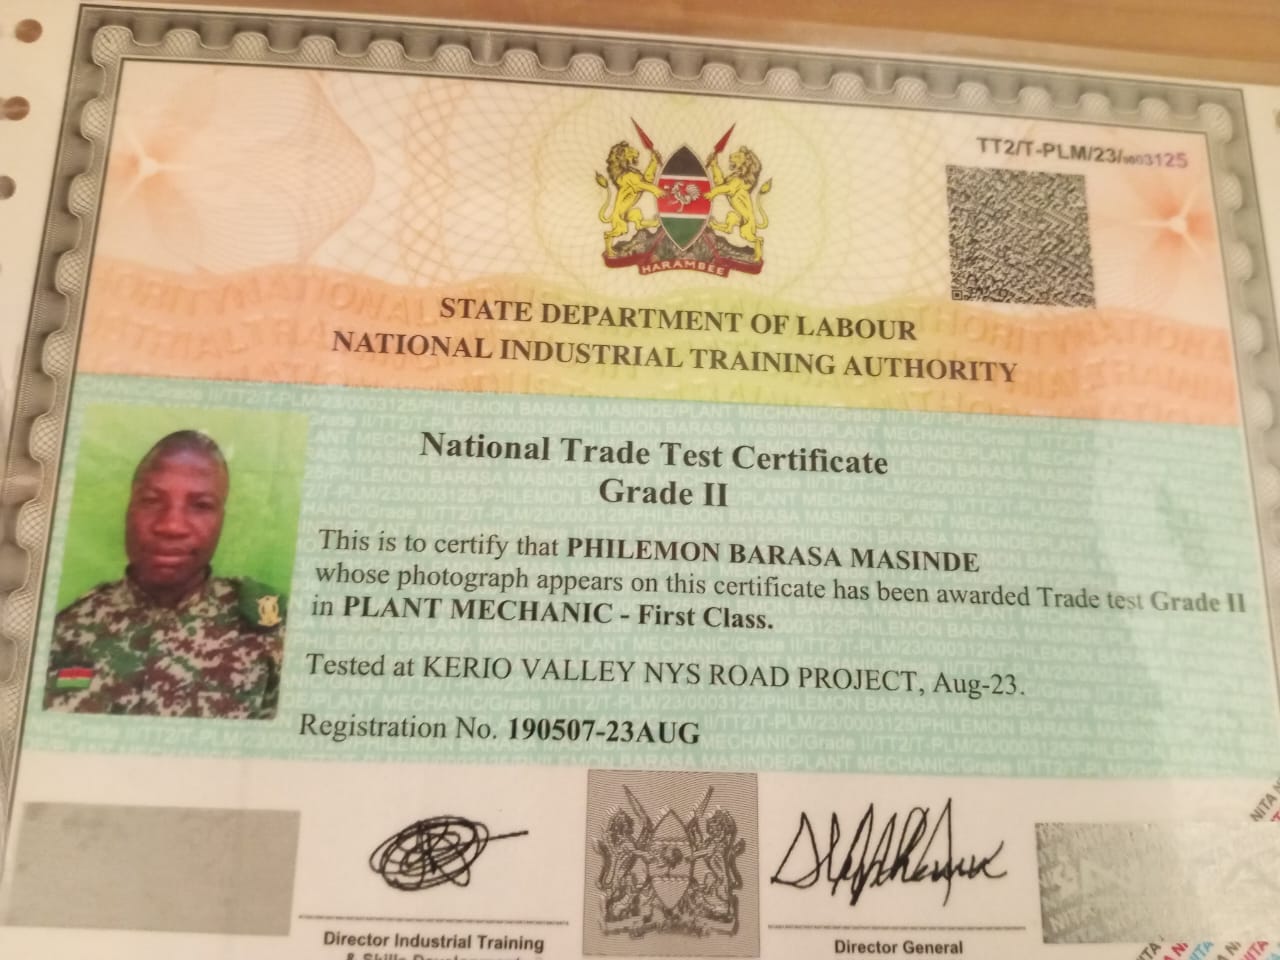 TT2/T-PLM/23/0003125
HARAMBEE
STATE DEPARTMENT OF LABOUR
NATIONAL INDUSTRIAL TRAINING AUTHORITY
National Trade Test Certificate
Grade II
This is to certify that PHILEMON BARASA MASINDE
whose photograph appears on this certificate has been awarded Trade test Grade II
in PLANT MECHANIC - First Class.
Tested at KERIO VALLEY NYS ROAD PROJECT, Aug-23.
Registration No. 190507-23AUG
Director Industrial Training
& Skills Development
Director General